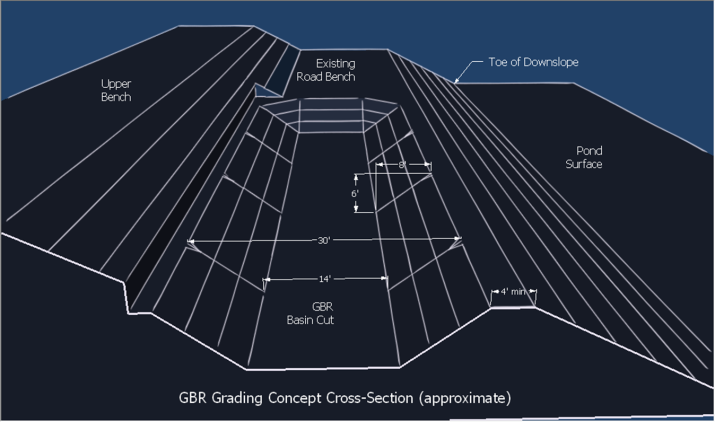 Existing
Road Bench
Toe of Downslope
Upper
Bench
Pond
Surface
8'
6'
30'
14'
4' min
GBR
Basin Cut
GBR Grading Concept Cross-Section (approximate)